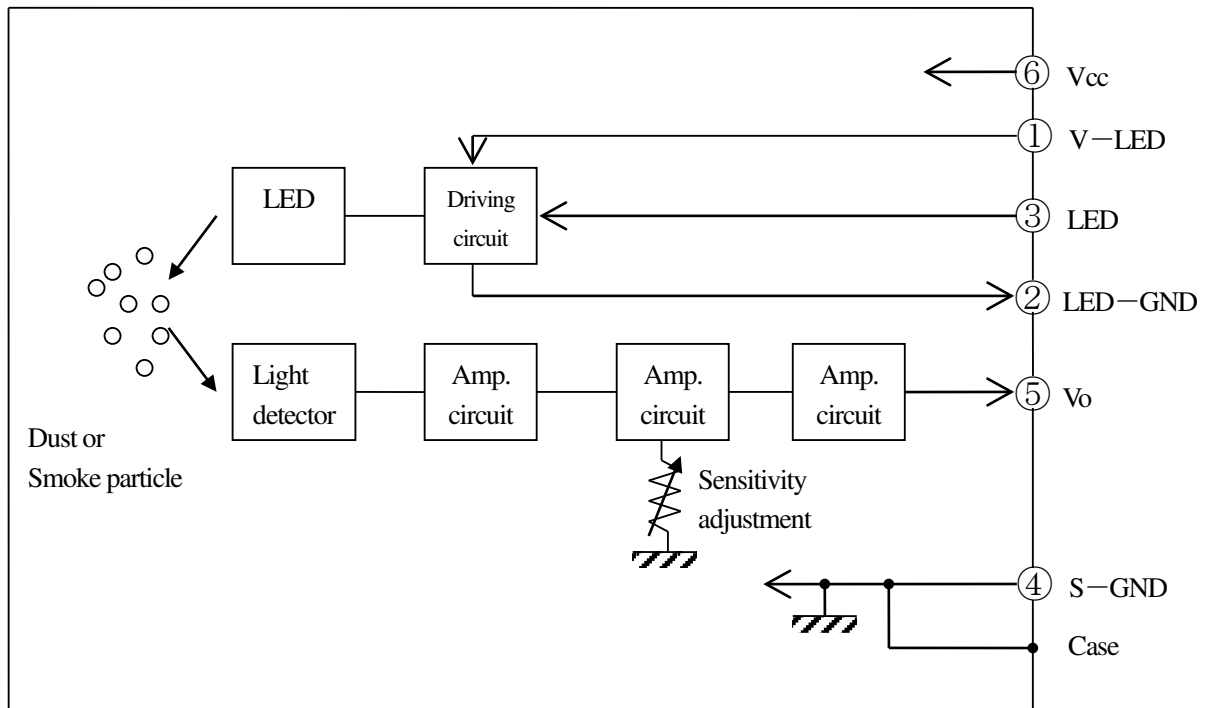 ⑥ Vcc
① V－LED
LED
Driving
circuit
③ LED
② LED－GND
Light
detector
Amp.
circuit
Amp.
circuit
Amp.
circuit
⑤ Vo
Dust or
Smoke particle
Sensitivity
adjustment
④ S－GND
Case